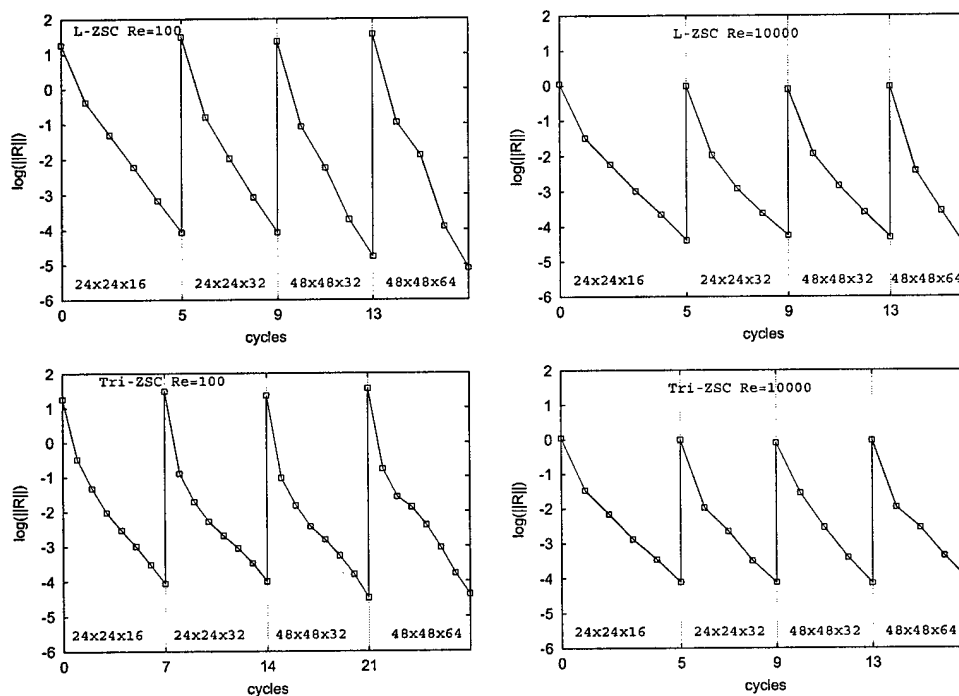 L-ZSC Re=100
2
1
0
-1
-2
-3
-4
-5
-6
log(||R||)
24x24x16 24x24x32 48x48x32 48x48x64
0 5 9 13
cycles
L-ZSC Re=10000
2
1
0
-1
-2
-3
-4
-5
-6
log(||R||)
24x24x16 24x24x32 48x48x32 48x48x64
0 5 9 13
cycles
Tri-ZSC Re=100
2
1
0
-1
-2
-3
-4
-5
-6
log(||R||)
24x24x16 24x24x32 48x48x32 48x48x64
0 7 14 21
cycles
Tri-ZSC Re=10000
2
1
0
-1
-2
-3
-4
-5
-6
log(||R||)
24x24x16 24x24x32 48x48x32 48x48x64
0 5 9 13
cycles